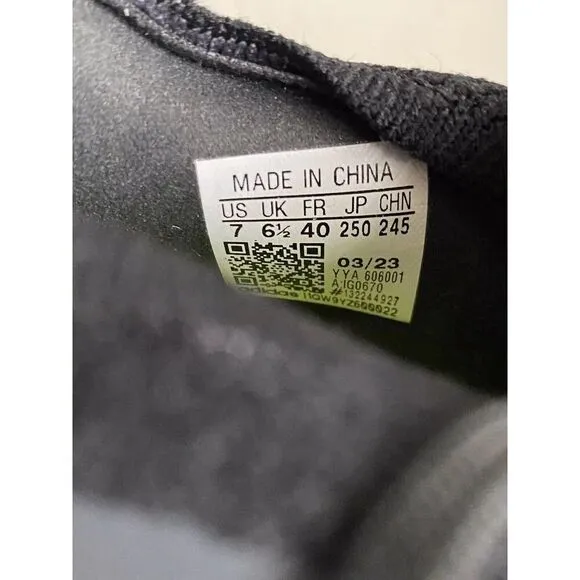 MADE IN CHINA
US UK FR JP CHN
7 6½ 40 250 245
03/23
YYA 606001
A:IG0670
#132244927
adidas I1QW9YZ600022